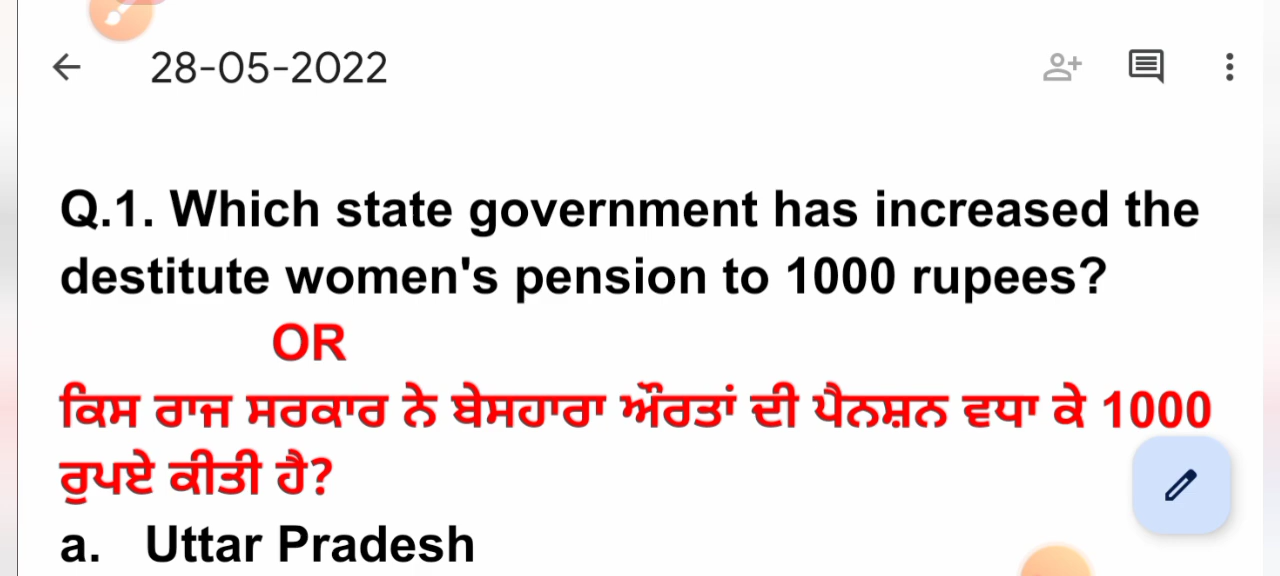 28-05-2022
Q.1. Which state government has increased the
destitute women's pension to 1000 rupees?
OR
ਕਿਸ ਰਾਜ ਸਰਕਾਰ ਨੇ ਬੇਸਹਾਰਾ ਔਰਤਾਂ ਦੀ ਪੈਨਸ਼ਨ ਵਧਾ ਕੇ 1000
ਰੁਪਏ ਕੀਤੀ ਹੈ?
a. Uttar Pradesh